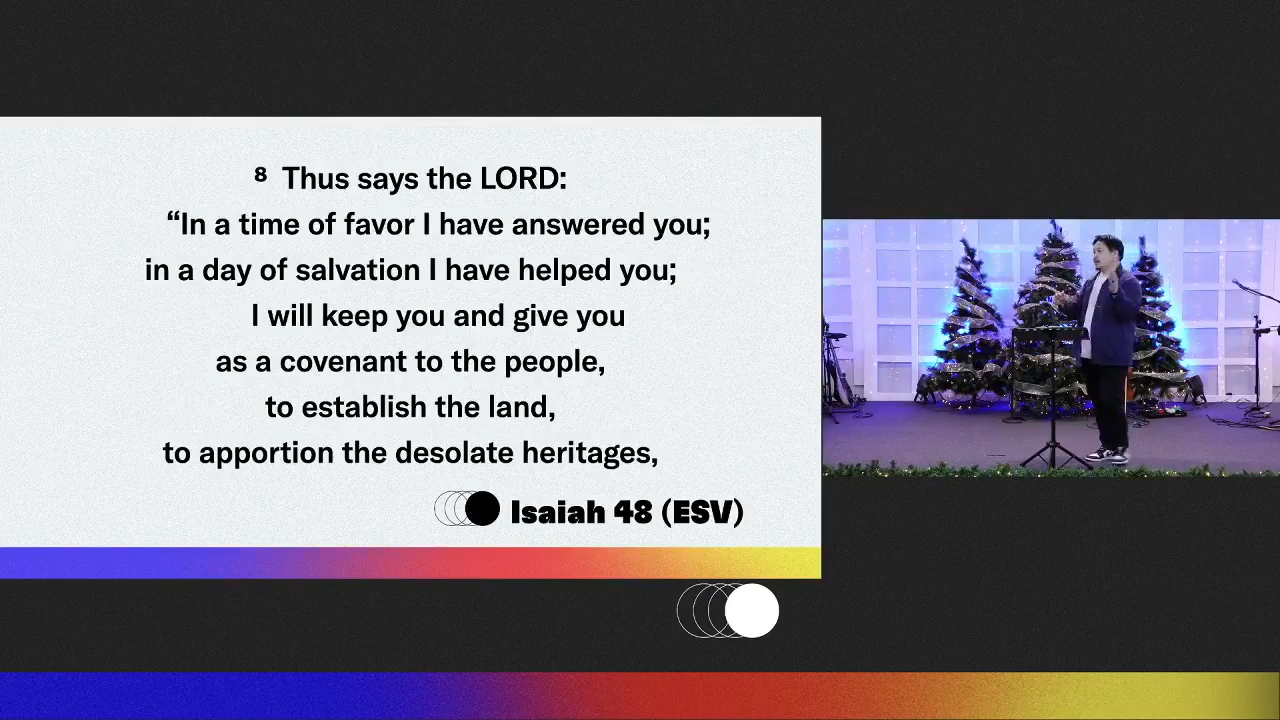 ⁸ Thus says the LORD:
“In a time of favor I have answered you;
in a day of salvation I have helped you;
I will keep you and give you
as a covenant to the people,
to establish the land,
to apportion the desolate heritages,
Isaiah 48 (ESV)